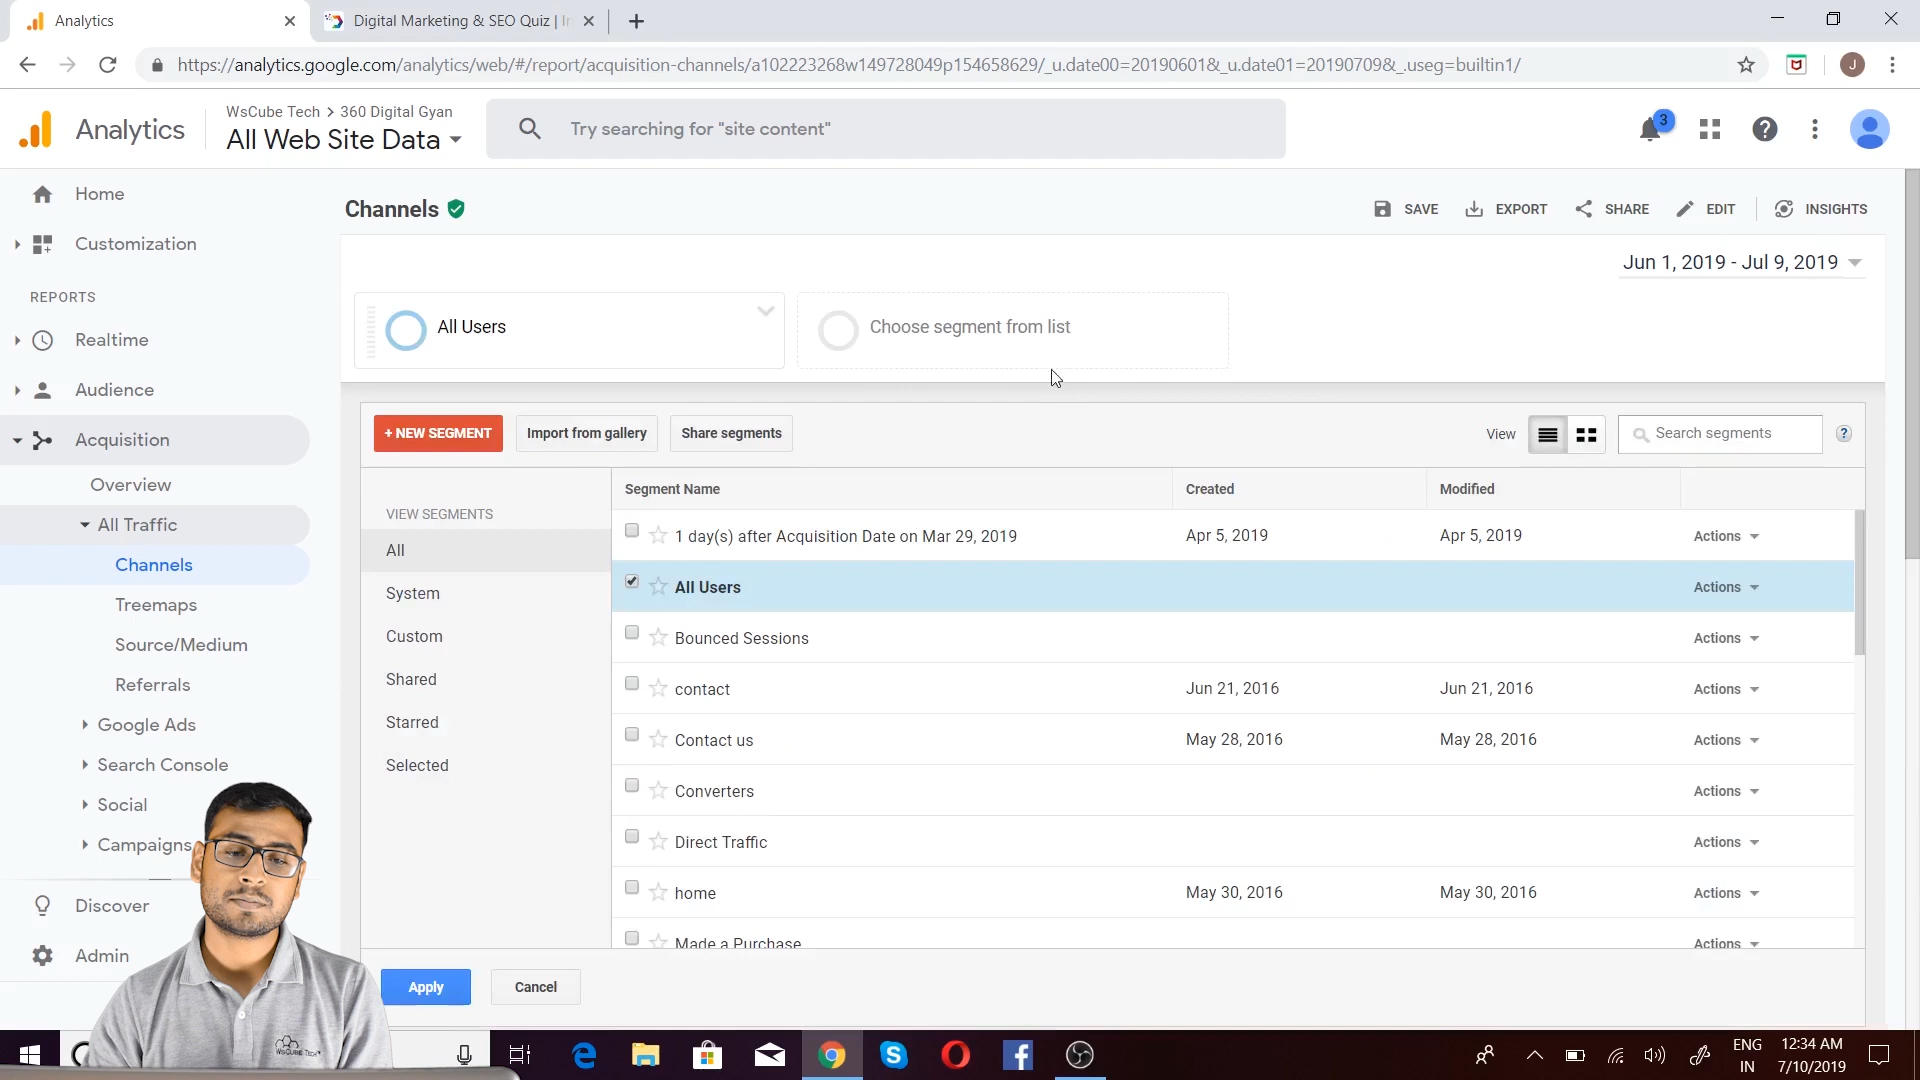 Analytics
Digital Marketing & SEO Quiz | In
https://analytics.google.com/analytics/web/#/report/acquisition-channels/a102223268w149728049p154658629/_u.date00=20190601&_u.date01=20190709&_.useg=builtin1/
J
Analytics
WsCube Tech > 360 Digital Gyan
All Web Site Data
Try searching for "site content"
3
Home
Customization
REPORTS
Realtime
Audience
Acquisition
Overview
All Traffic
Channels
Treemaps
Source/Medium
Referrals
Google Ads
Search Console
Social
Campaigns
Discover
Admin
Channels
SAVE
EXPORT
SHARE
EDIT
INSIGHTS
Jun 1, 2019 - Jul 9, 2019
All Users
Choose segment from list
+ NEW SEGMENT
Import from gallery
Share segments
View
Search segments
?
VIEW SEGMENTS
All
System
Custom
Shared
Starred
Selected
Segment Name Created Modified
1 day(s) after Acquisition Date on Mar 29, 2019 Apr 5, 2019 Apr 5, 2019 Actions
All Users Actions
Bounced Sessions Actions
contact Jun 21, 2016 Jun 21, 2016 Actions
Contact us May 28, 2016 May 28, 2016 Actions
Converters Actions
Direct Traffic Actions
home May 30, 2016 May 30, 2016 Actions
Made a Purchase Actions
Apply
Cancel
WsCube Tech
ENG
IN
12:34 AM
7/10/2019